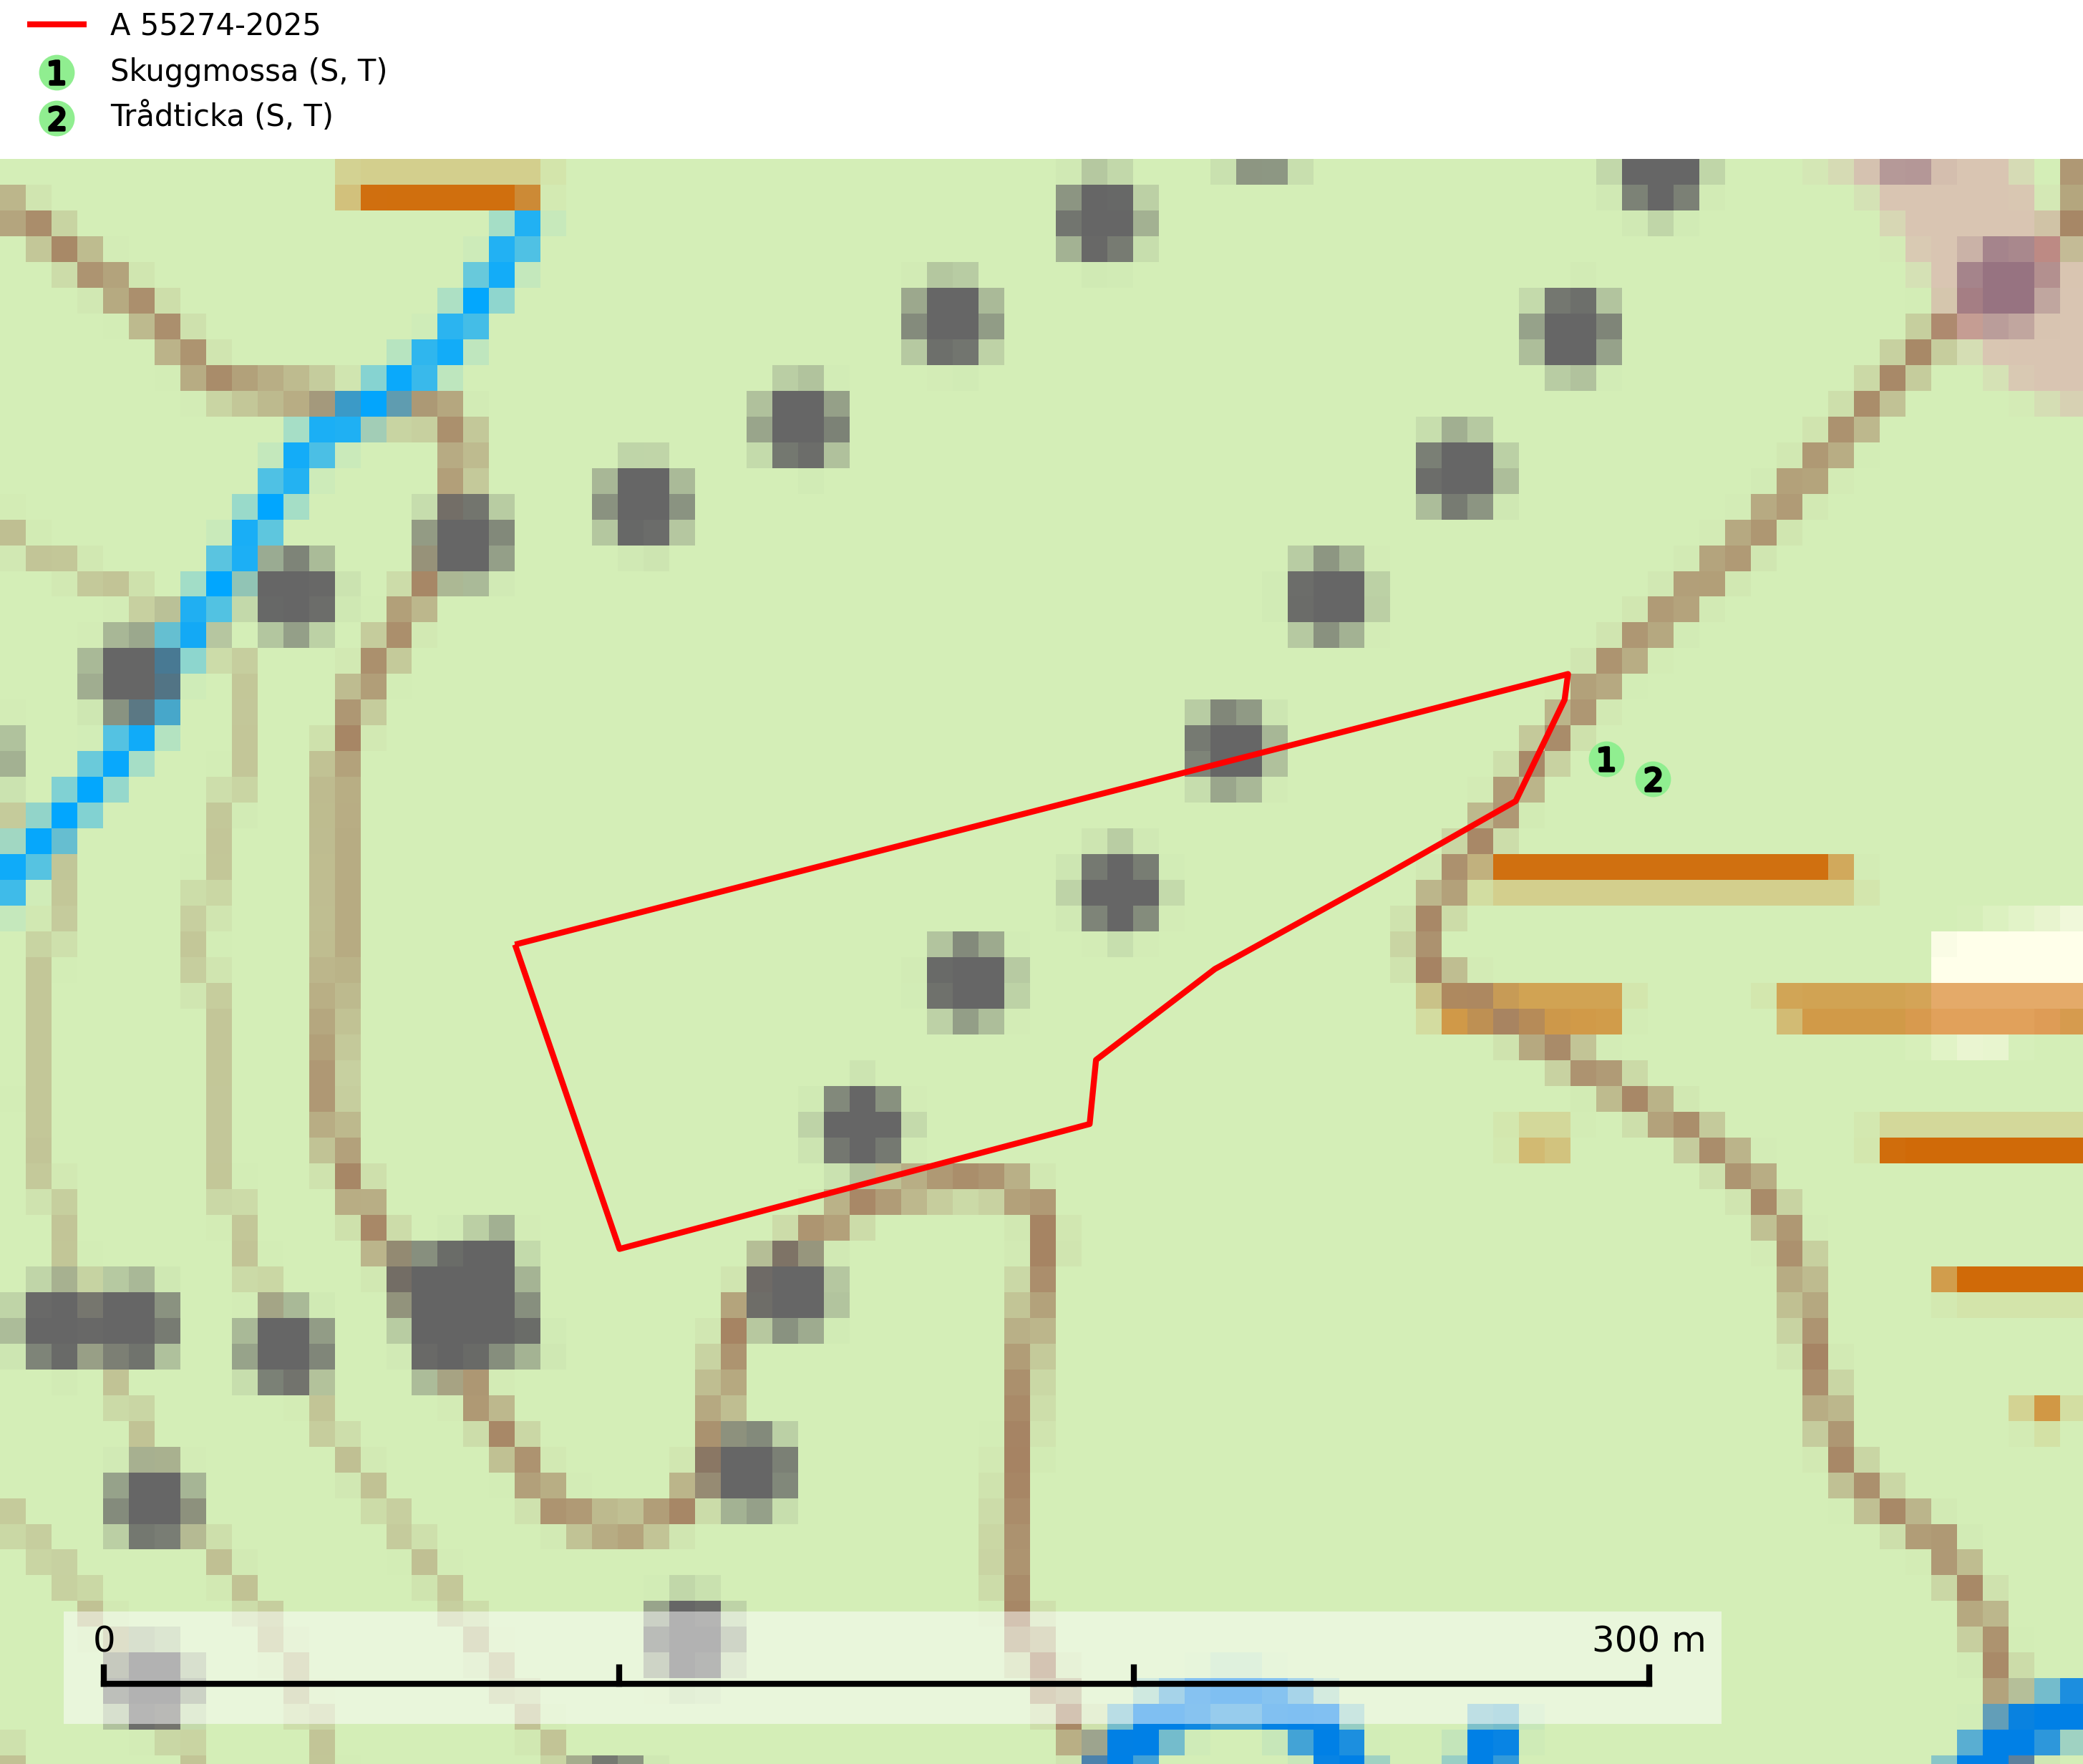 A 55274-2025
1 Skuggmossa (S, T)
2 Trådticka (S, T)
1
2
0 300 m